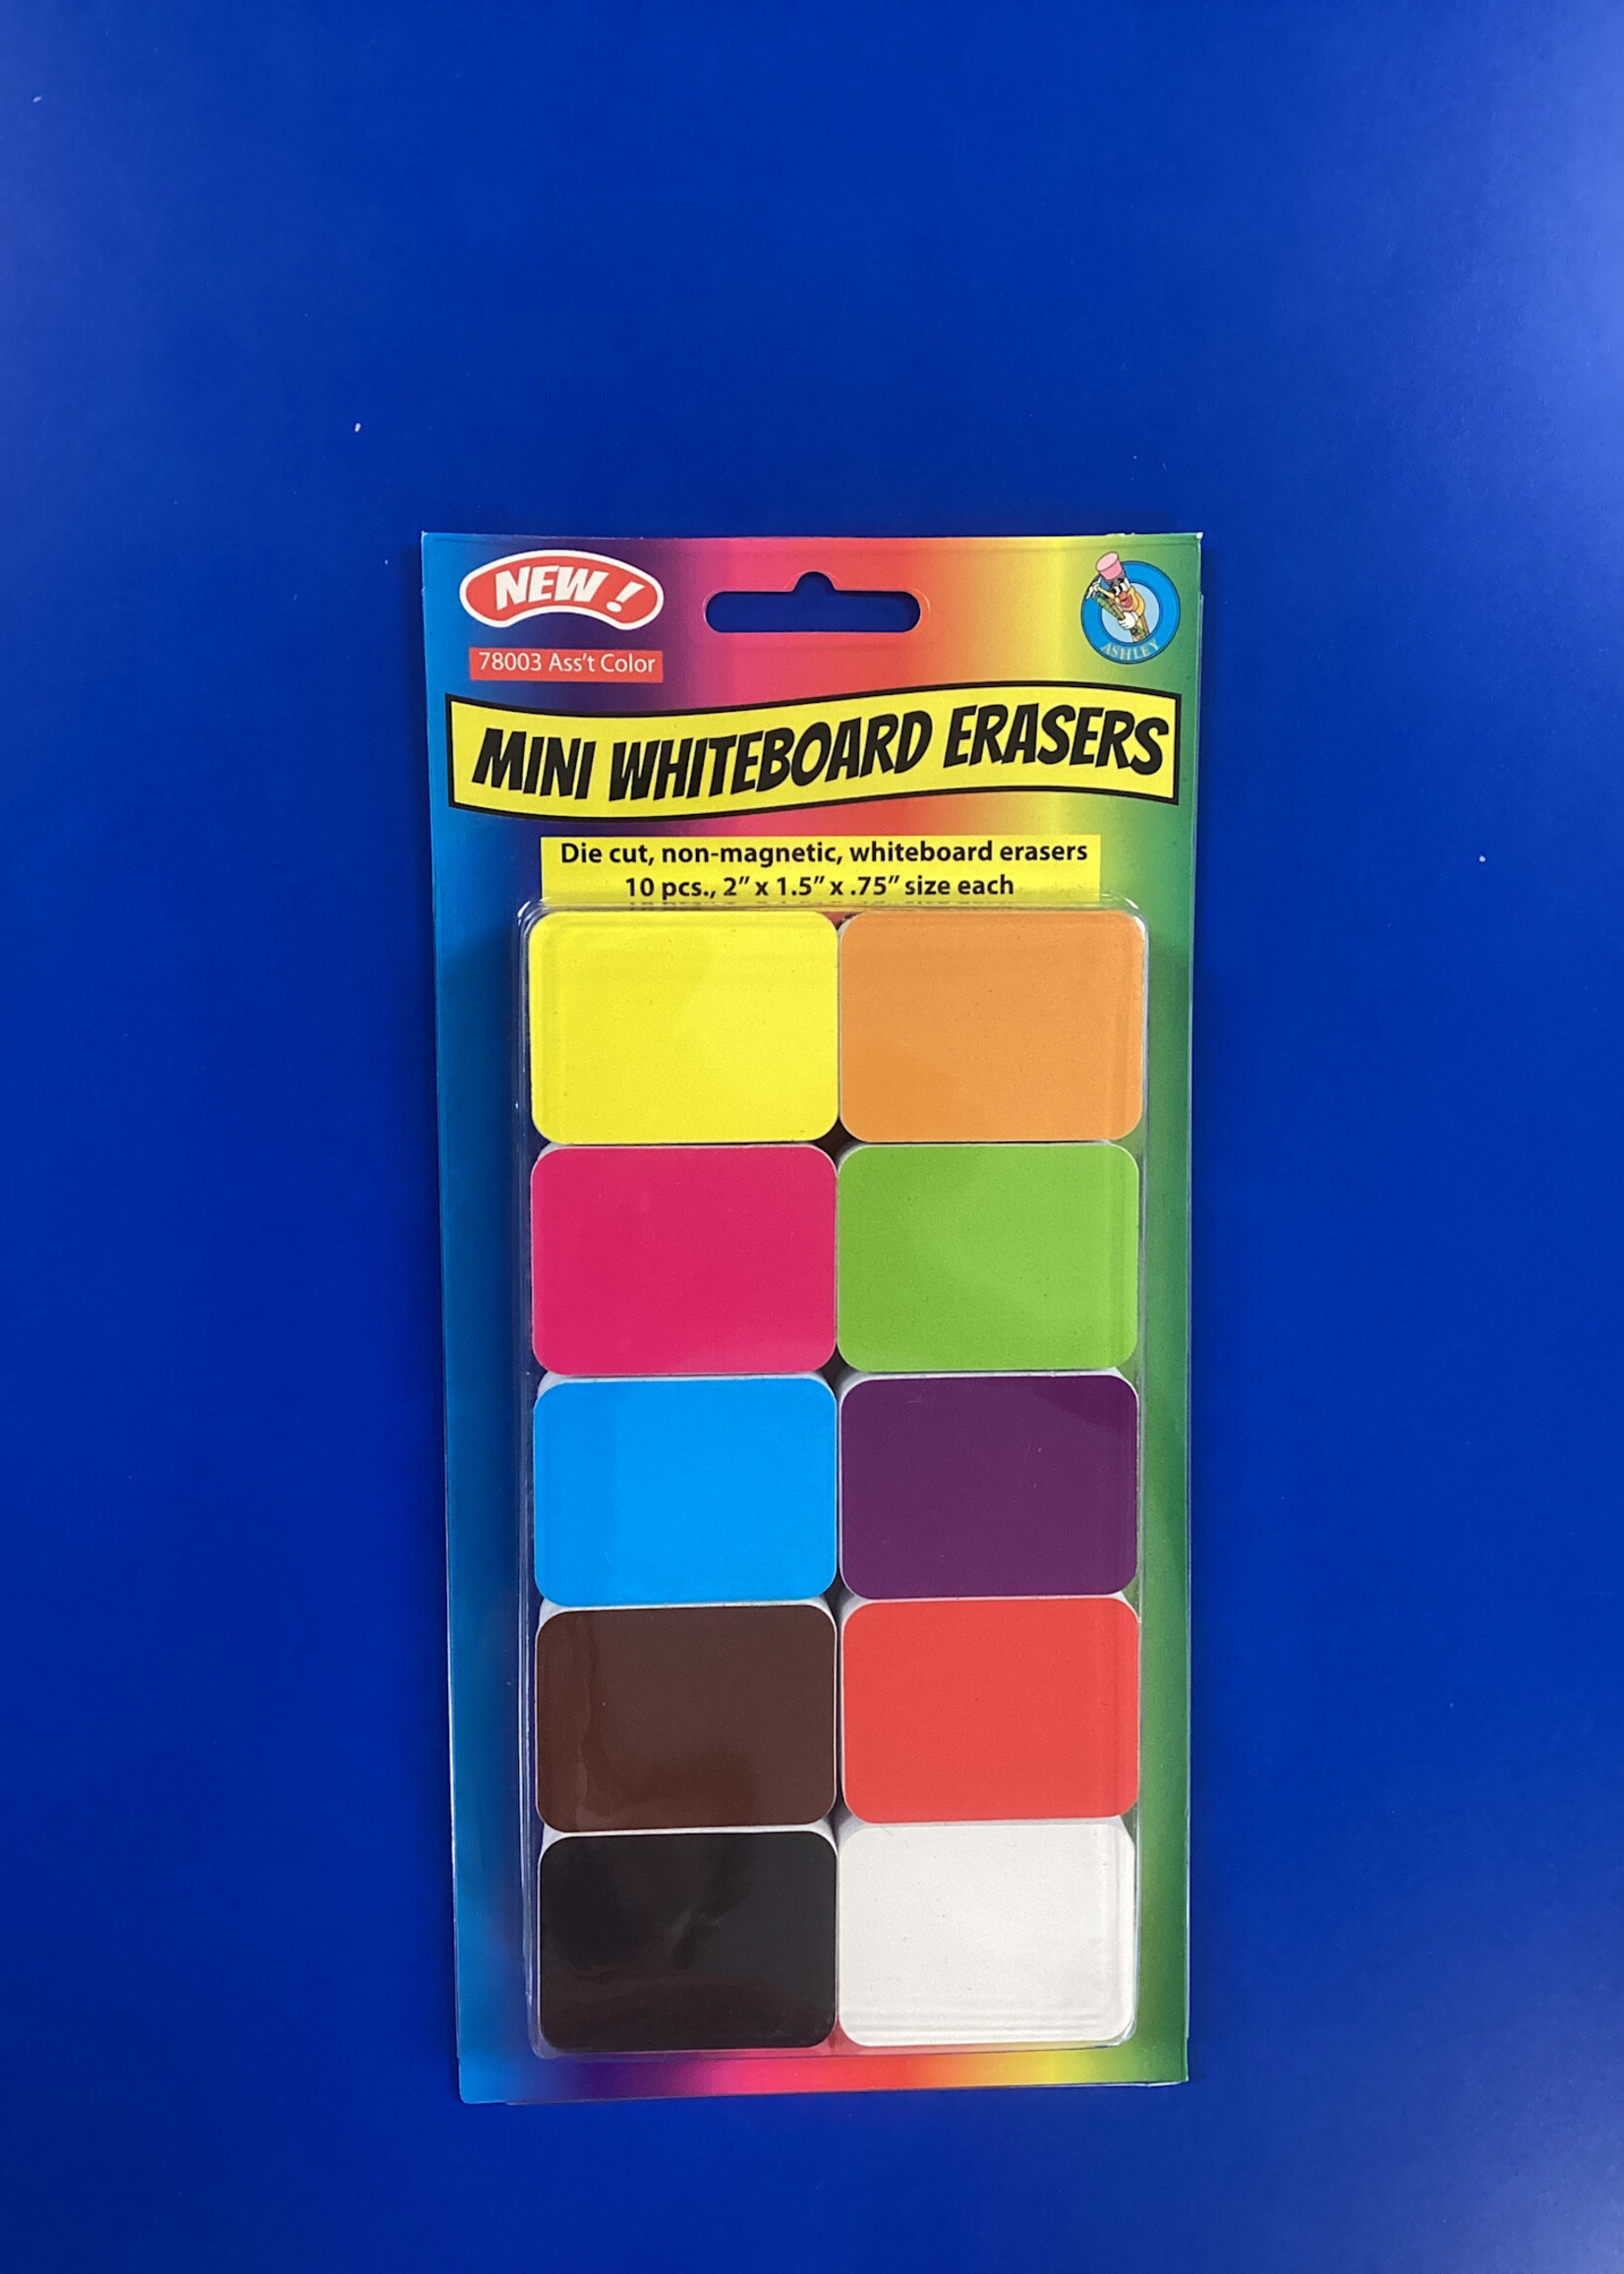 NEW!
ASHLEY
78003 Ass't Color
MINI WHITEBOARD ERASERS
Die cut, non-magnetic, whiteboard erasers
10 pcs., 2” x 1.5” x .75” size each